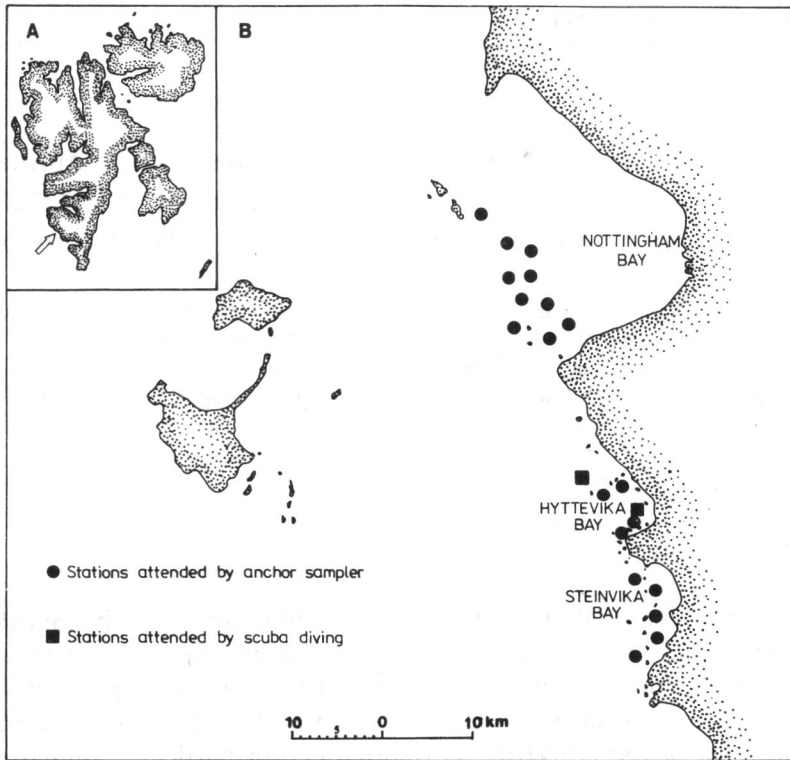 A
B
NOTTINGHAM
BAY
HYTTEVIKA
BAY
STEINVIKA
BAY
Stations attended by anchor sampler
Stations attended by scuba diving
10 5 0 10 km